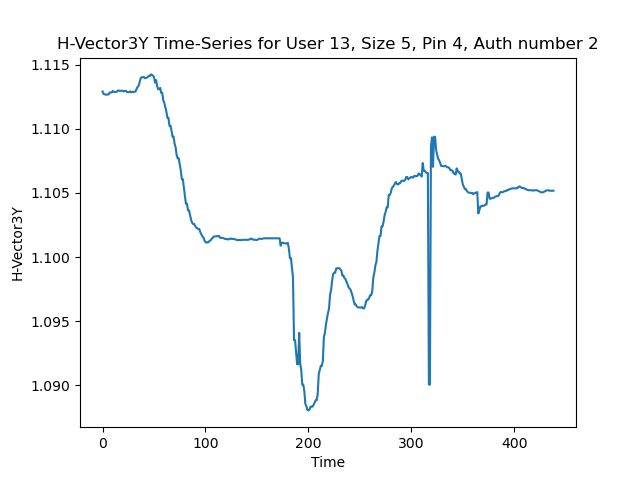 H-Vector3Y Time-Series for User 13, Size 5, Pin 4, Auth number 2
1.115
1.110
1.105
1.100
1.095
1.090
H-Vector3Y
0 100 200 300 400
Time